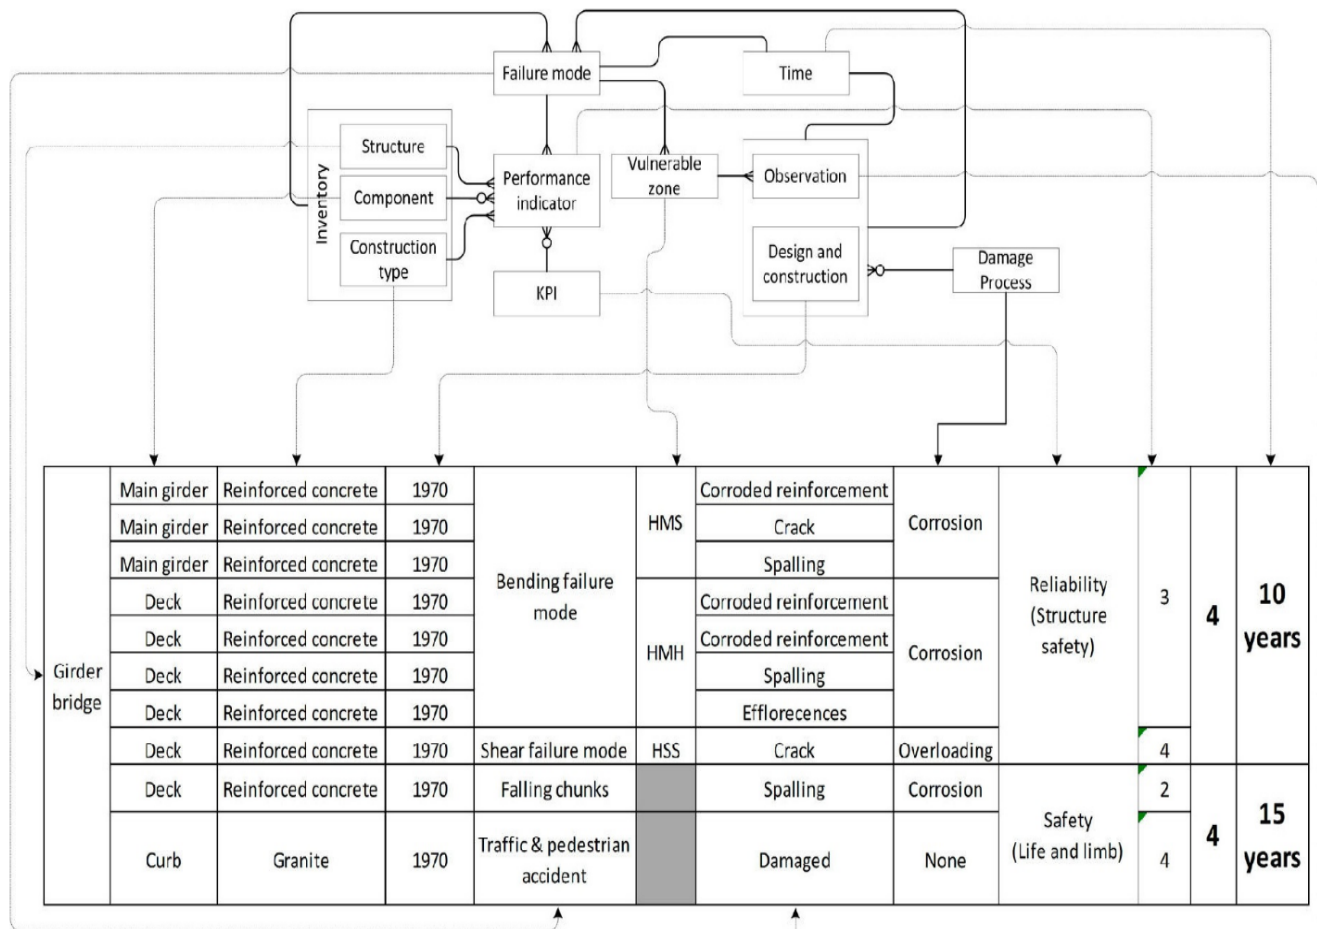 Failure mode
Time
Inventory
Structure
Component
Construction
type
Performance
indicator
KPI
Vulnerable
zone
Observation
Design and
construction
Damage
Process
Girder
bridge
Main girder Reinforced concrete 1970 Bending failure
mode HMS Corroded reinforcement Corrosion Reliability
(Structure
safety) 3 4 10
years
Main girder Reinforced concrete 1970 Crack
Main girder Reinforced concrete 1970 Spalling
Deck Reinforced concrete 1970 HMH Corroded reinforcement Corrosion
Deck Reinforced concrete 1970 Corroded reinforcement
Deck Reinforced concrete 1970 Spalling
Deck Reinforced concrete 1970 Efflorecences
Deck Reinforced concrete 1970 Shear failure mode HSS Crack Overloading 4
Deck Reinforced concrete 1970 Falling chunks Spalling Corrosion Safety
(Life and limb) 2 4 15
years
Curb Granite 1970 Traffic & pedestrian
accident Damaged None 4